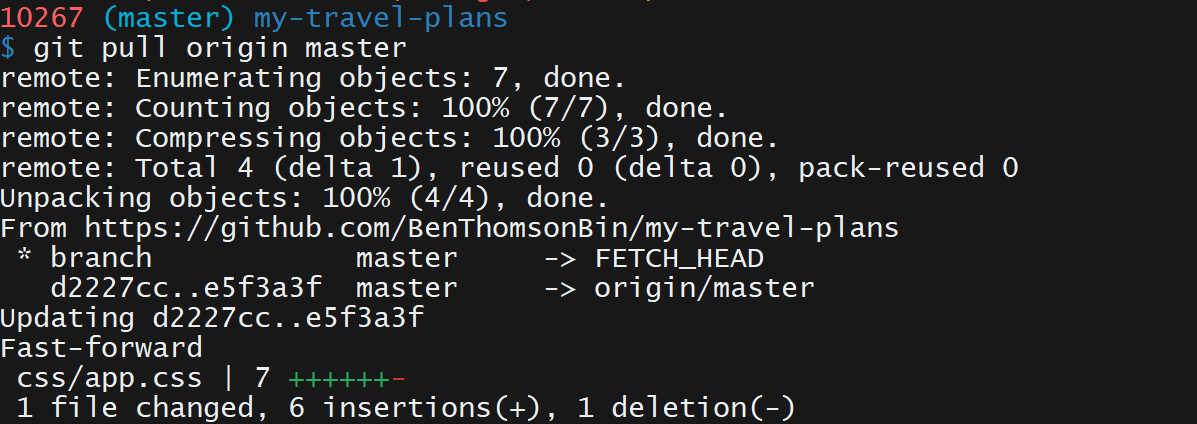 10267 (master) my-travel-plans
$ git pull origin master
remote: Enumerating objects: 7, done.
remote: Counting objects: 100% (7/7), done.
remote: Compressing objects: 100% (3/3), done.
remote: Total 4 (delta 1), reused 0 (delta 0), pack-reused 0
Unpacking objects: 100% (4/4), done.
From https://github.com/BenThomsonBin/my-travel-plans
 * branch            master     -> FETCH_HEAD
   d2227cc..e5f3a3f  master     -> origin/master
Updating d2227cc..e5f3a3f
Fast-forward
 css/app.css | 7 ++++++-
 1 file changed, 6 insertions(+), 1 deletion(-)